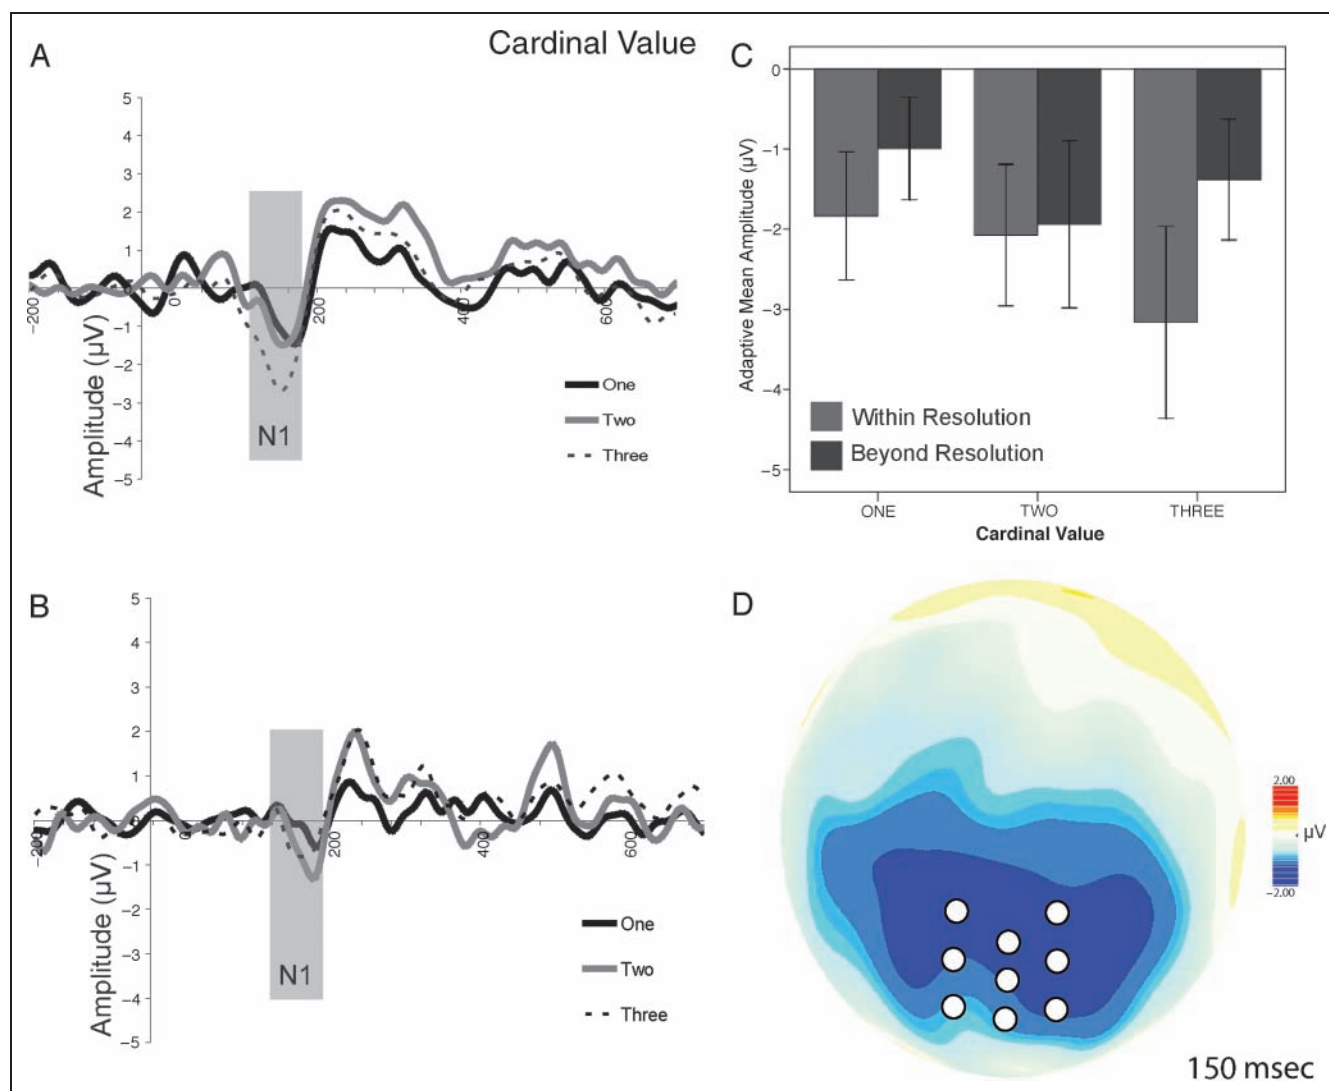 Cardinal Value
A
5
4
3
2
1
-200
0
200
400
600
−1
−2
−3
−4
−5
Amplitude (µV)
N1
One
Two
Three
C
0
−1
−2
−3
−4
−5
Adaptive Mean Amplitude (µV)
Within Resolution
Beyond Resolution
ONE TWO THREE
Cardinal Value
B
5
4
3
2
1
0
-200
200
400
600
−1
−2
−3
−4
−5
Amplitude (µV)
N1
One
Two
Three
D
2.00
µV
−2.00
150 msec